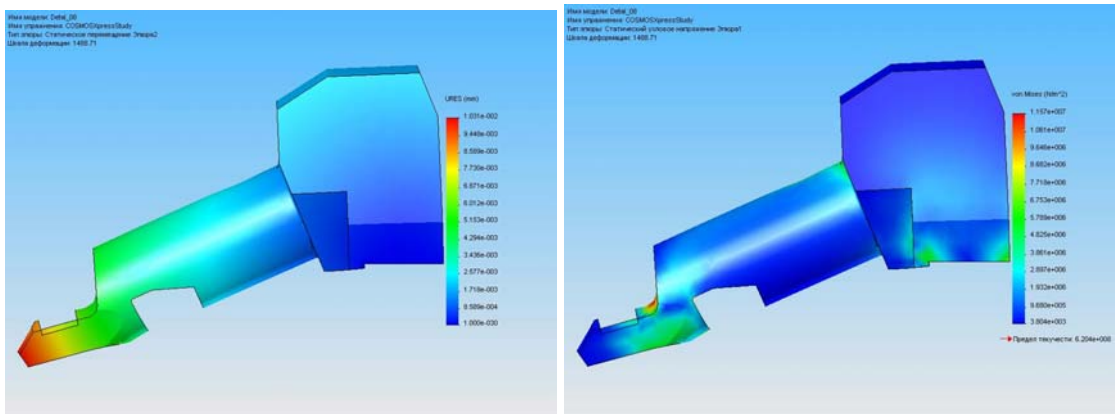 Имя модели: Detal_00
Имя упражнения: COSMOSXpressStudy
Тип эпюры: Статическое перемещение Эпюра2
Шкала деформации: 1488.71
URES (mm)
1.031e-002
9.448e-003
8.589e-003
7.730e-003
6.871e-003
6.012e-003
5.153e-003
4.294e-003
3.436e-003
2.577e-003
1.718e-003
8.589e-004
1.000e-030
Имя модели: Detal_00
Имя упражнения: COSMOSXpressStudy
Тип эпюры: Статический узловое напряжение Эпюра1
Шкала деформации: 1488.71
von Mises (N/m^2)
1.157e+007
1.061e+007
9.646e+006
8.682e+006
7.718e+006
6.753e+006
5.789e+006
4.825e+006
3.861e+006
2.897e+006
1.932e+006
9.680e+005
3.804e+003
Предел текучести: 6.204e+008